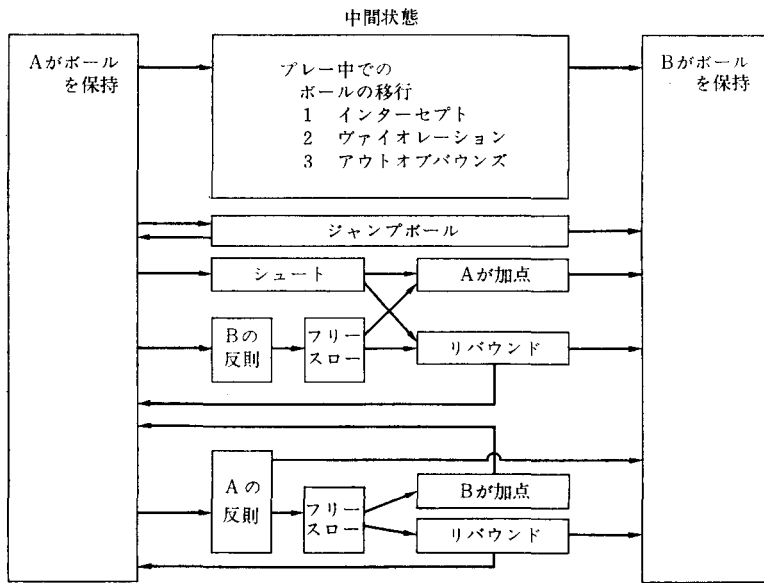 中間状態
Aがボール
を保持
プレー中での
ボールの移行
1 インターセプト
2 ヴァイオレーション
3 アウトオブバウンズ
Bがボール
を保持
ジャンプボール
シュート
Aが加点
Bの
反則
フリー
スロー
リバウンド
Aの
反則
フリー
スロー
Bが加点
リバウンド